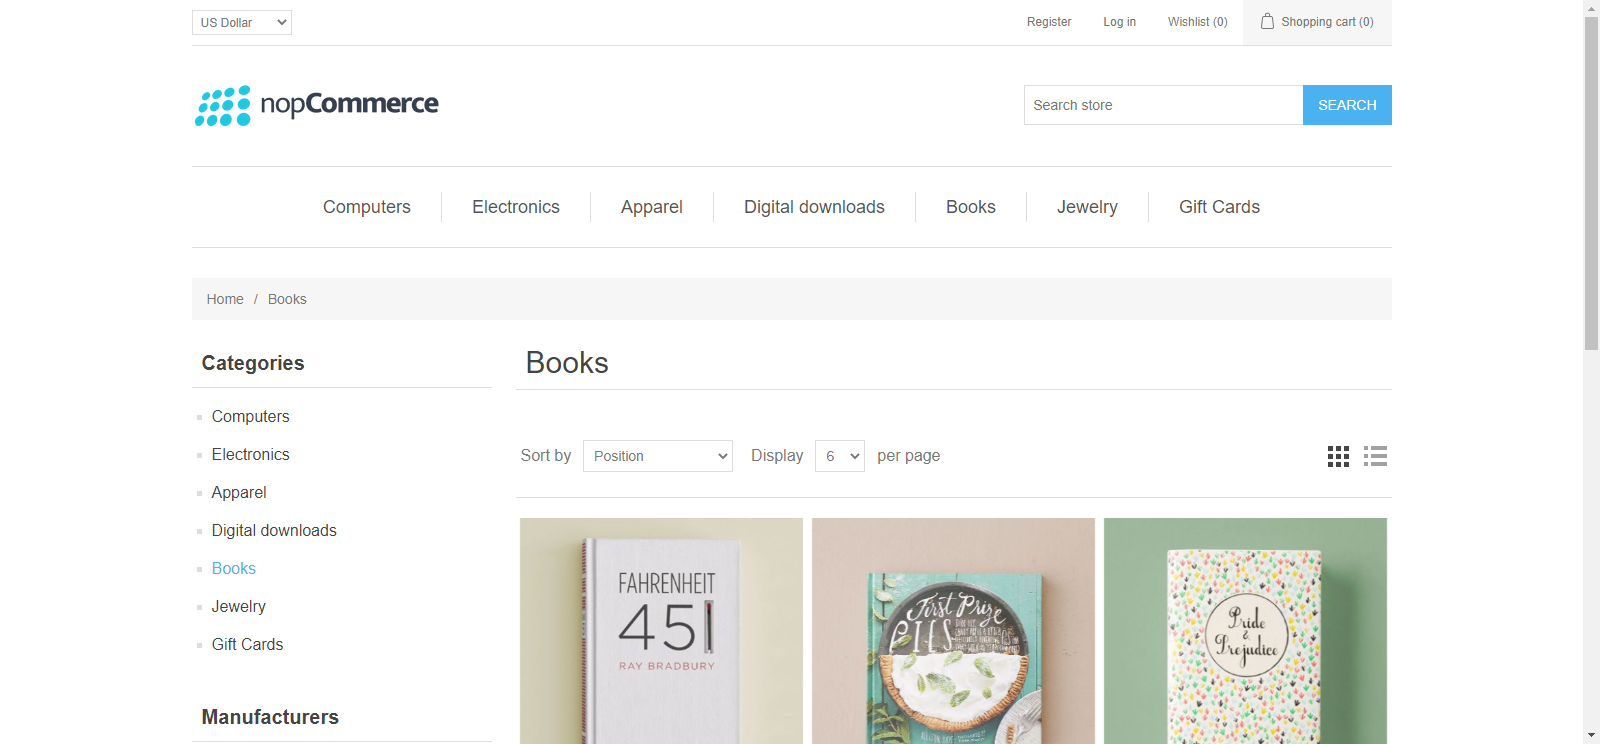 US Dollar
Register
Log in
Wishlist (0)
Shopping cart (0)
nopCommerce
Search store
SEARCH
Computers
Electronics
Apparel
Digital downloads
Books
Jewelry
Gift Cards
Home / Books
Categories
Computers
Electronics
Apparel
Digital downloads
Books
Jewelry
Gift Cards
Manufacturers
Books
Sort by Position Display 6 per page
FAHRENHEIT
451
RAY BRADBURY
First Prize
PIES
Pride
&
Prejudice